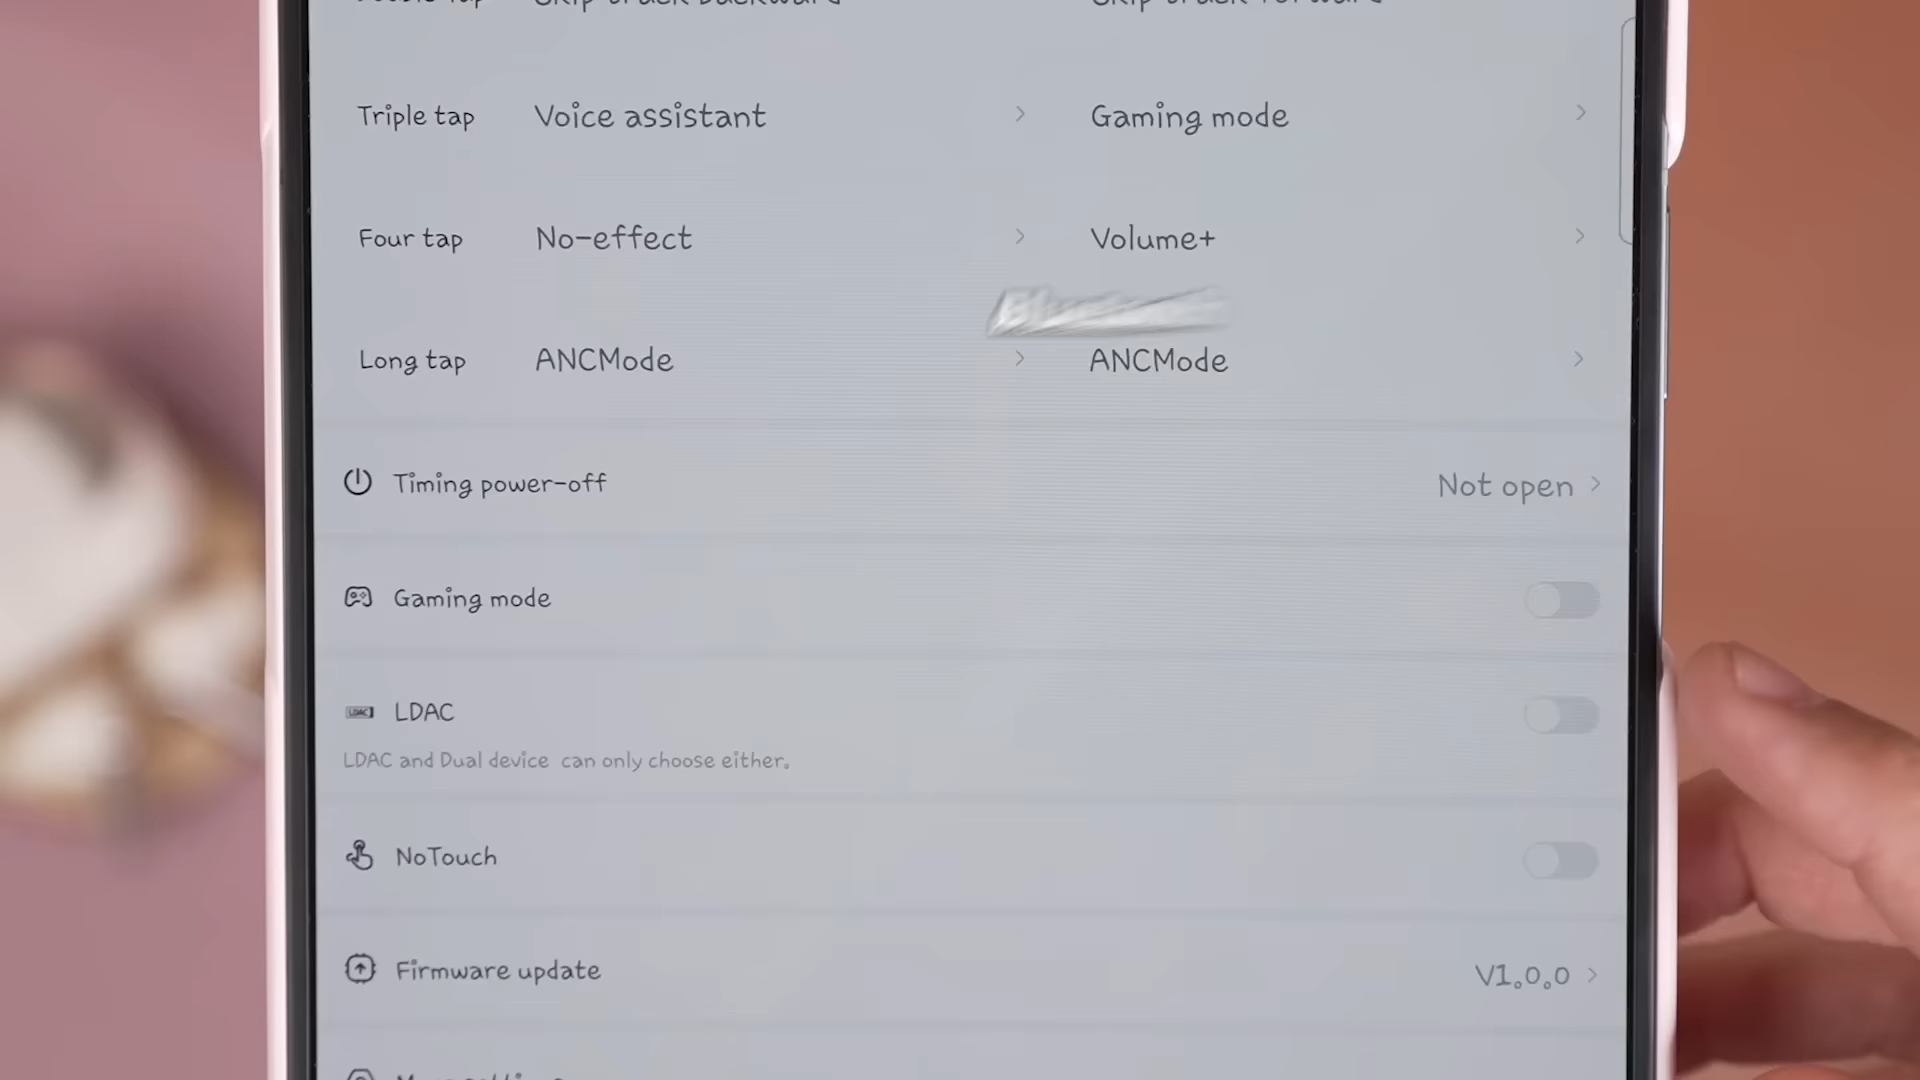 Triple tap Voice assistant > Gaming mode >
Four tap No-effect > Volume+ >
Long tap ANCMode > ANCMode >
Timing power-off Not open >
Gaming mode
LDAC LDAC
LDAC and Dual device can only choose either.
NoTouch
Firmware update V1.0.0 >